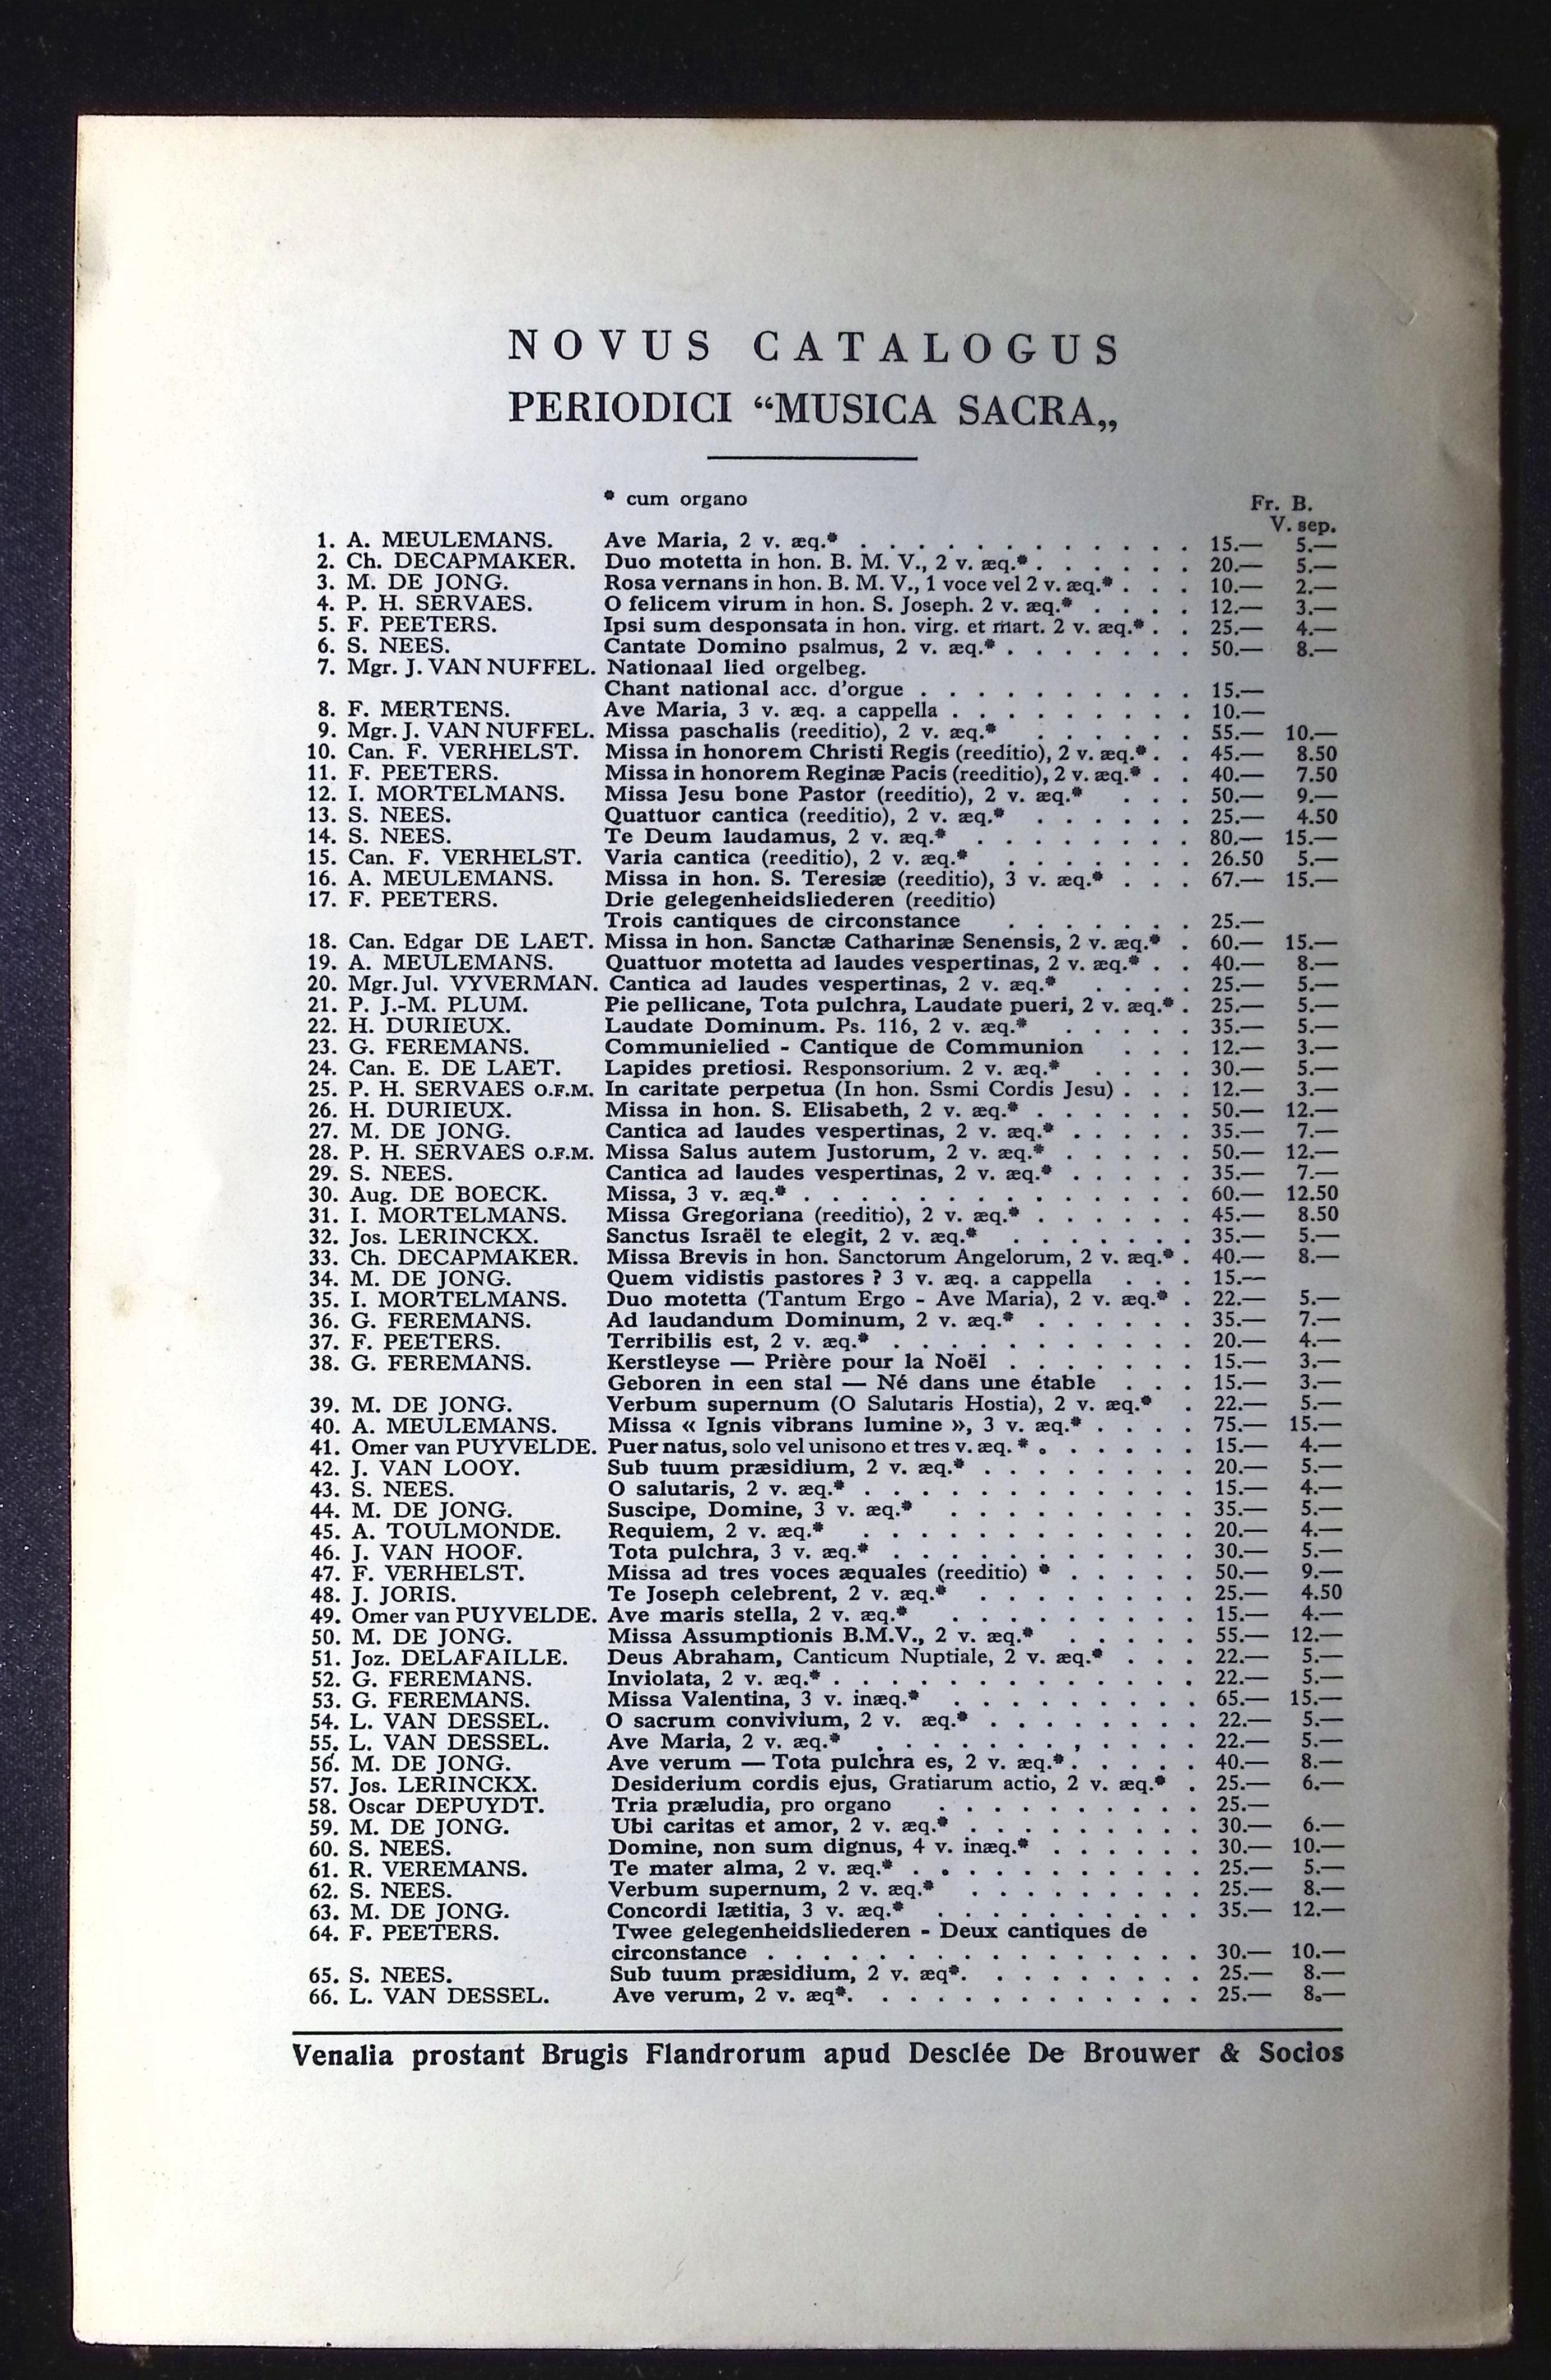 NOVUS CATALOGUS
PERIODICI “MUSICA SACRA„
* cum organo Fr. B.
V. sep.
1. A. MEULEMANS. Ave Maria, 2 v. æq.* . . . . . . . . . . . . 15.— 5.—
2. Ch. DECAPMAKER. Duo motetta in hon. B. M. V., 2 v. æq.* . . . . . . 20.— 5.—
3. M. DE JONG. Rosa vernans in hon. B. M. V., 1 voce vel 2 v. æq.* . . . 10.— 2.—
4. P. H. SERVAES. O felicem virum in hon. S. Joseph. 2 v. æq.* . . . . 12.— 3.—
5. F. PEETERS. Ipsi sum desponsata in hon. virg. et mart. 2 v. æq.* . . 25.— 4.—
6. S. NEES. Cantate Domino psalmus, 2 v. æq.* . . . . . . . 50.— 8.—
7. Mgr. J. VAN NUFFEL. Nationaal lied orgelbeg.
Chant national acc. d'orgue . . . . . . . . . . 15.—
8. F. MERTENS. Ave Maria, 3 v. æq. a cappella . . . . . . . . . 10.—
9. Mgr. J. VAN NUFFEL. Missa paschalis (reeditio), 2 v. æq.* . . . . . . 55.— 10.—
10. Can. F. VERHELST. Missa in honorem Christi Regis (reeditio), 2 v. æq.* . . 45.— 8.50
11. F. PEETERS. Missa in honorem Reginæ Pacis (reeditio), 2 v. æq.* . . 40.— 7.50
12. I. MORTELMANS. Missa Jesu bone Pastor (reeditio), 2 v. æq.* . . . 50.— 9.—
13. S. NEES. Quattuor cantica (reeditio), 2 v. æq.* . . . . . . 25.— 4.50
14. S. NEES. Te Deum laudamus, 2 v. æq.* . . . . . . . . 80.— 15.—
15. Can. F. VERHELST. Varia cantica (reeditio), 2 v. æq.* . . . . . . . 26.50 5.—
16. A. MEULEMANS. Missa in hon. S. Teresiæ (reeditio), 3 v. æq.* . . . 67.— 15.—
17. F. PEETERS. Drie gelegenheidsliederen (reeditio)
Trois cantiques de circonstance . . . . . . . 25.—
18. Can. Edgar DE LAET. Missa in hon. Sanctæ Catharinæ Senensis, 2 v. æq.* . 60.— 15.—
19. A. MEULEMANS. Quattuor motetta ad laudes vespertinas, 2 v. æq.* . . 40.— 8.—
20. Mgr. Jul. VYVERMAN. Cantica ad laudes vespertinas, 2 v. æq.* . . . . 25.— 5.—
21. P. J.-M. PLUM. Pie pellicane, Tota pulchra, Laudate pueri, 2 v. æq.* . 25.— 5.—
22. H. DURIEUX. Laudate Dominum. Ps. 116, 2 v. æq.* . . . . . 35.— 5.—
23. G. FEREMANS. Communielied - Cantique de Communion . . . 12.— 3.—
24. Can. E. DE LAET. Lapides pretiosi. Responsorium. 2 v. æq.* . . . . 30.— 5.—
25. P. H. SERVAES O.F.M. In caritate perpetua (In hon. Ssmi Cordis Jesu) . . . 12.— 3.—
26. H. DURIEUX. Missa in hon. S. Elisabeth, 2 v. æq.* . . . . . . 50.— 12.—
27. M. DE JONG. Cantica ad laudes vespertinas, 2 v. æq.* . . . . . 35.— 7.—
28. P. H. SERVAES O.F.M. Missa Salus autem Justorum, 2 v. æq.* . . . . . 50.— 12.—
29. S. NEES. Cantica ad laudes vespertinas, 2 v. æq.* . . . . . 35.— 7.—
30. Aug. DE BOECK. Missa, 3 v. æq.* . . . . . . . . . . . . . . 60.— 12.50
31. I. MORTELMANS. Missa Gregoriana (reeditio), 2 v. æq.* . . . . . . 45.— 8.50
32. Jos. LERINCKX. Sanctus Israël te elegit, 2 v. æq.* . . . . . . . 35.— 5.—
33. Ch. DECAPMAKER. Missa Brevis in hon. Sanctorum Angelorum, 2 v. æq.* . 40.— 8.—
34. M. DE JONG. Quem vidistis pastores ? 3 v. æq. a cappella . . . 15.—
35. I. MORTELMANS. Duo motetta (Tantum Ergo - Ave Maria), 2 v. æq.* . 22.— 5.—
36. G. FEREMANS. Ad laudandum Dominum, 2 v. æq.* . . . . . . 35.— 7.—
37. F. PEETERS. Terribilis est, 2 v. æq.* . . . . . . . . . . . 20.— 4.—
38. G. FEREMANS. Kerstleyse — Prière pour la Noël . . . . . . . 15.— 3.—
Geboren in een stal — Né dans une étable . . . 15.— 3.—
39. M. DE JONG. Verbum supernum (O Salutaris Hostia), 2 v. æq.* . 22.— 5.—
40. A. MEULEMANS. Missa « Ignis vibrans lumine », 3 v. æq.* . . . . 75.— 15.—
41. Omer van PUYVELDE. Puer natus, solo vel unisono et tres v. æq. * . . . . . . 15.— 4.—
42. J. VAN LOOY. Sub tuum præsidium, 2 v. æq.* . . . . . . . . 20.— 5.—
43. S. NEES. O salutaris, 2 v. æq.* . . . . . . . . . . . . 15.— 4.—
44. M. DE JONG. Suscipe, Domine, 3 v. æq.* . . . . . . . . . 35.— 5.—
45. A. TOULMONDE. Requiem, 2 v. æq.* . . . . . . . . . . . . 20.— 4.—
46. J. VAN HOOF. Tota pulchra, 3 v. æq.* . . . . . . . . . . . 30.— 5.—
47. F. VERHELST. Missa ad tres voces æquales (reeditio) * . . . . . 50.— 9.—
48. J. JORIS. Te Joseph celebrent, 2 v. æq.* . . . . . . . . 25.— 4.50
49. Omer van PUYVELDE. Ave maris stella, 2 v. æq.* . . . . . . . . . 15.— 4.—
50. M. DE JONG. Missa Assumptionis B.M.V., 2 v. æq.* . . . . . 55.— 12.—
51. Joz. DELAFAILLE. Deus Abraham, Canticum Nuptiale, 2 v. æq.* . . . 22.— 5.—
52. G. FEREMANS. Inviolata, 2 v. æq.* . . . . . . . . . . . . . 22.— 5.—
53. G. FEREMANS. Missa Valentina, 3 v. inæq.* . . . . . . . . . 65.— 15.—
54. L. VAN DESSEL. O sacrum convivium, 2 v. æq.* . . . . . . . . 22.— 5.—
55. L. VAN DESSEL. Ave Maria, 2 v. æq.* . . . . . . . , . . . . 22.— 5.—
56. M. DE JONG. Ave verum — Tota pulchra es, 2 v. æq.* . . . . . 40.— 8.—
57. Jos. LERINCKX. Desiderium cordis ejus, Gratiarum actio, 2 v. æq.* . 25.— 6.—
58. Oscar DEPUYDT. Tria præludia, pro organo . . . . . . . . . . 25.—
59. M. DE JONG. Ubi caritas et amor, 2 v. æq.* . . . . . . . . . 30.— 6.—
60. S. NEES. Domine, non sum dignus, 4 v. inæq.* . . . . . . 30.— 10.—
61. R. VEREMANS. Te mater alma, 2 v. æq.* . . . . . . . . . . . 25.— 5.—
62. S. NEES. Verbum supernum, 2 v. æq.* . . . . . . . . . 25.— 8.—
63. M. DE JONG. Concordi lætitia, 3 v. æq.* . . . . . . . . . . 35.— 12.—
64. F. PEETERS. Twee gelegenheidsliederen - Deux cantiques de
circonstance . . . . . . . . . . . . . . . . 30.— 10.—
65. S. NEES. Sub tuum præsidium, 2 v. æq*. . . . . . . . . 25.— 8.—
66. L. VAN DESSEL. Ave verum, 2 v. æq*. . . . . . . . . . . . . 25.— 8.—
Venalia prostant Brugis Flandrorum apud Desclée De Brouwer & Socios